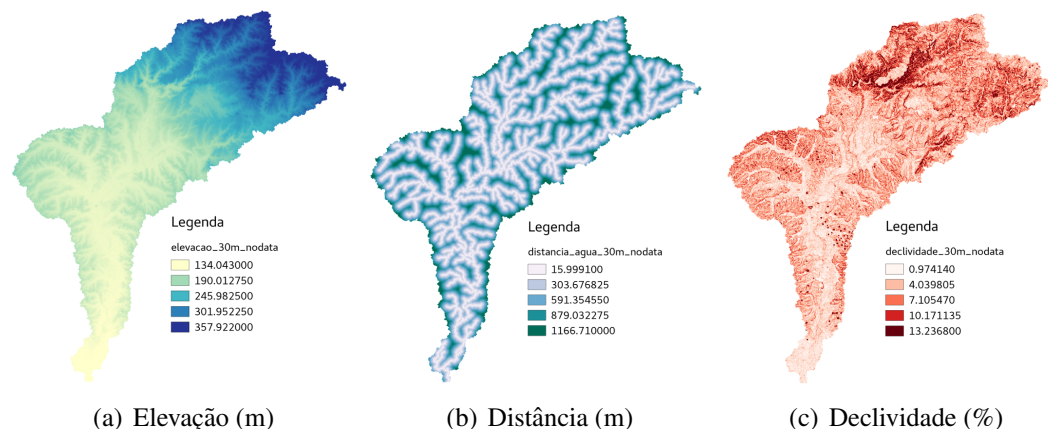 Legenda
elevacao_30m_nodata
134.043000
190.012750
245.982500
301.952250
357.922000
(a) Elevação (m)
Legenda
distancia_agua_30m_nodata
15.999100
303.676825
591.354550
879.032275
1166.710000
(b) Distância (m)
Legenda
declividade_30m_nodata
0.974140
4.039805
7.105470
10.171135
13.236800
(c) Declividade (%)